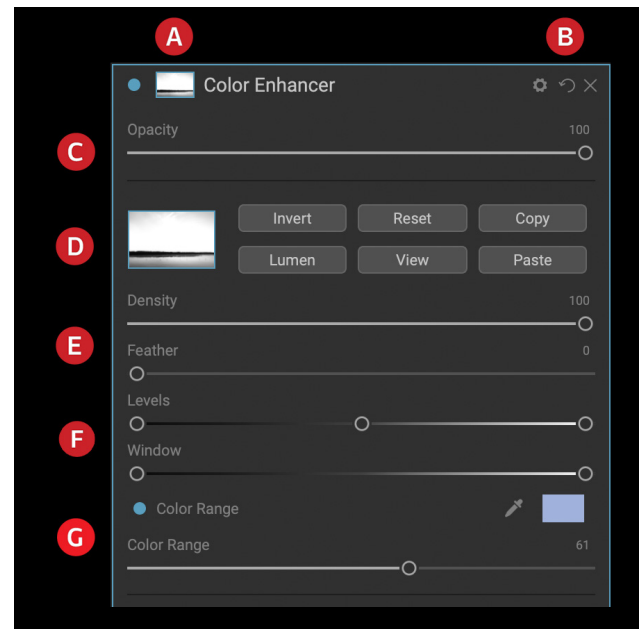 A
B
Color Enhancer
Opacity 100
C
Invert Reset Copy
D
Lumen View Paste
Density 100
E
Feather 0
Levels
F
Window
Color Range
G
Color Range 61